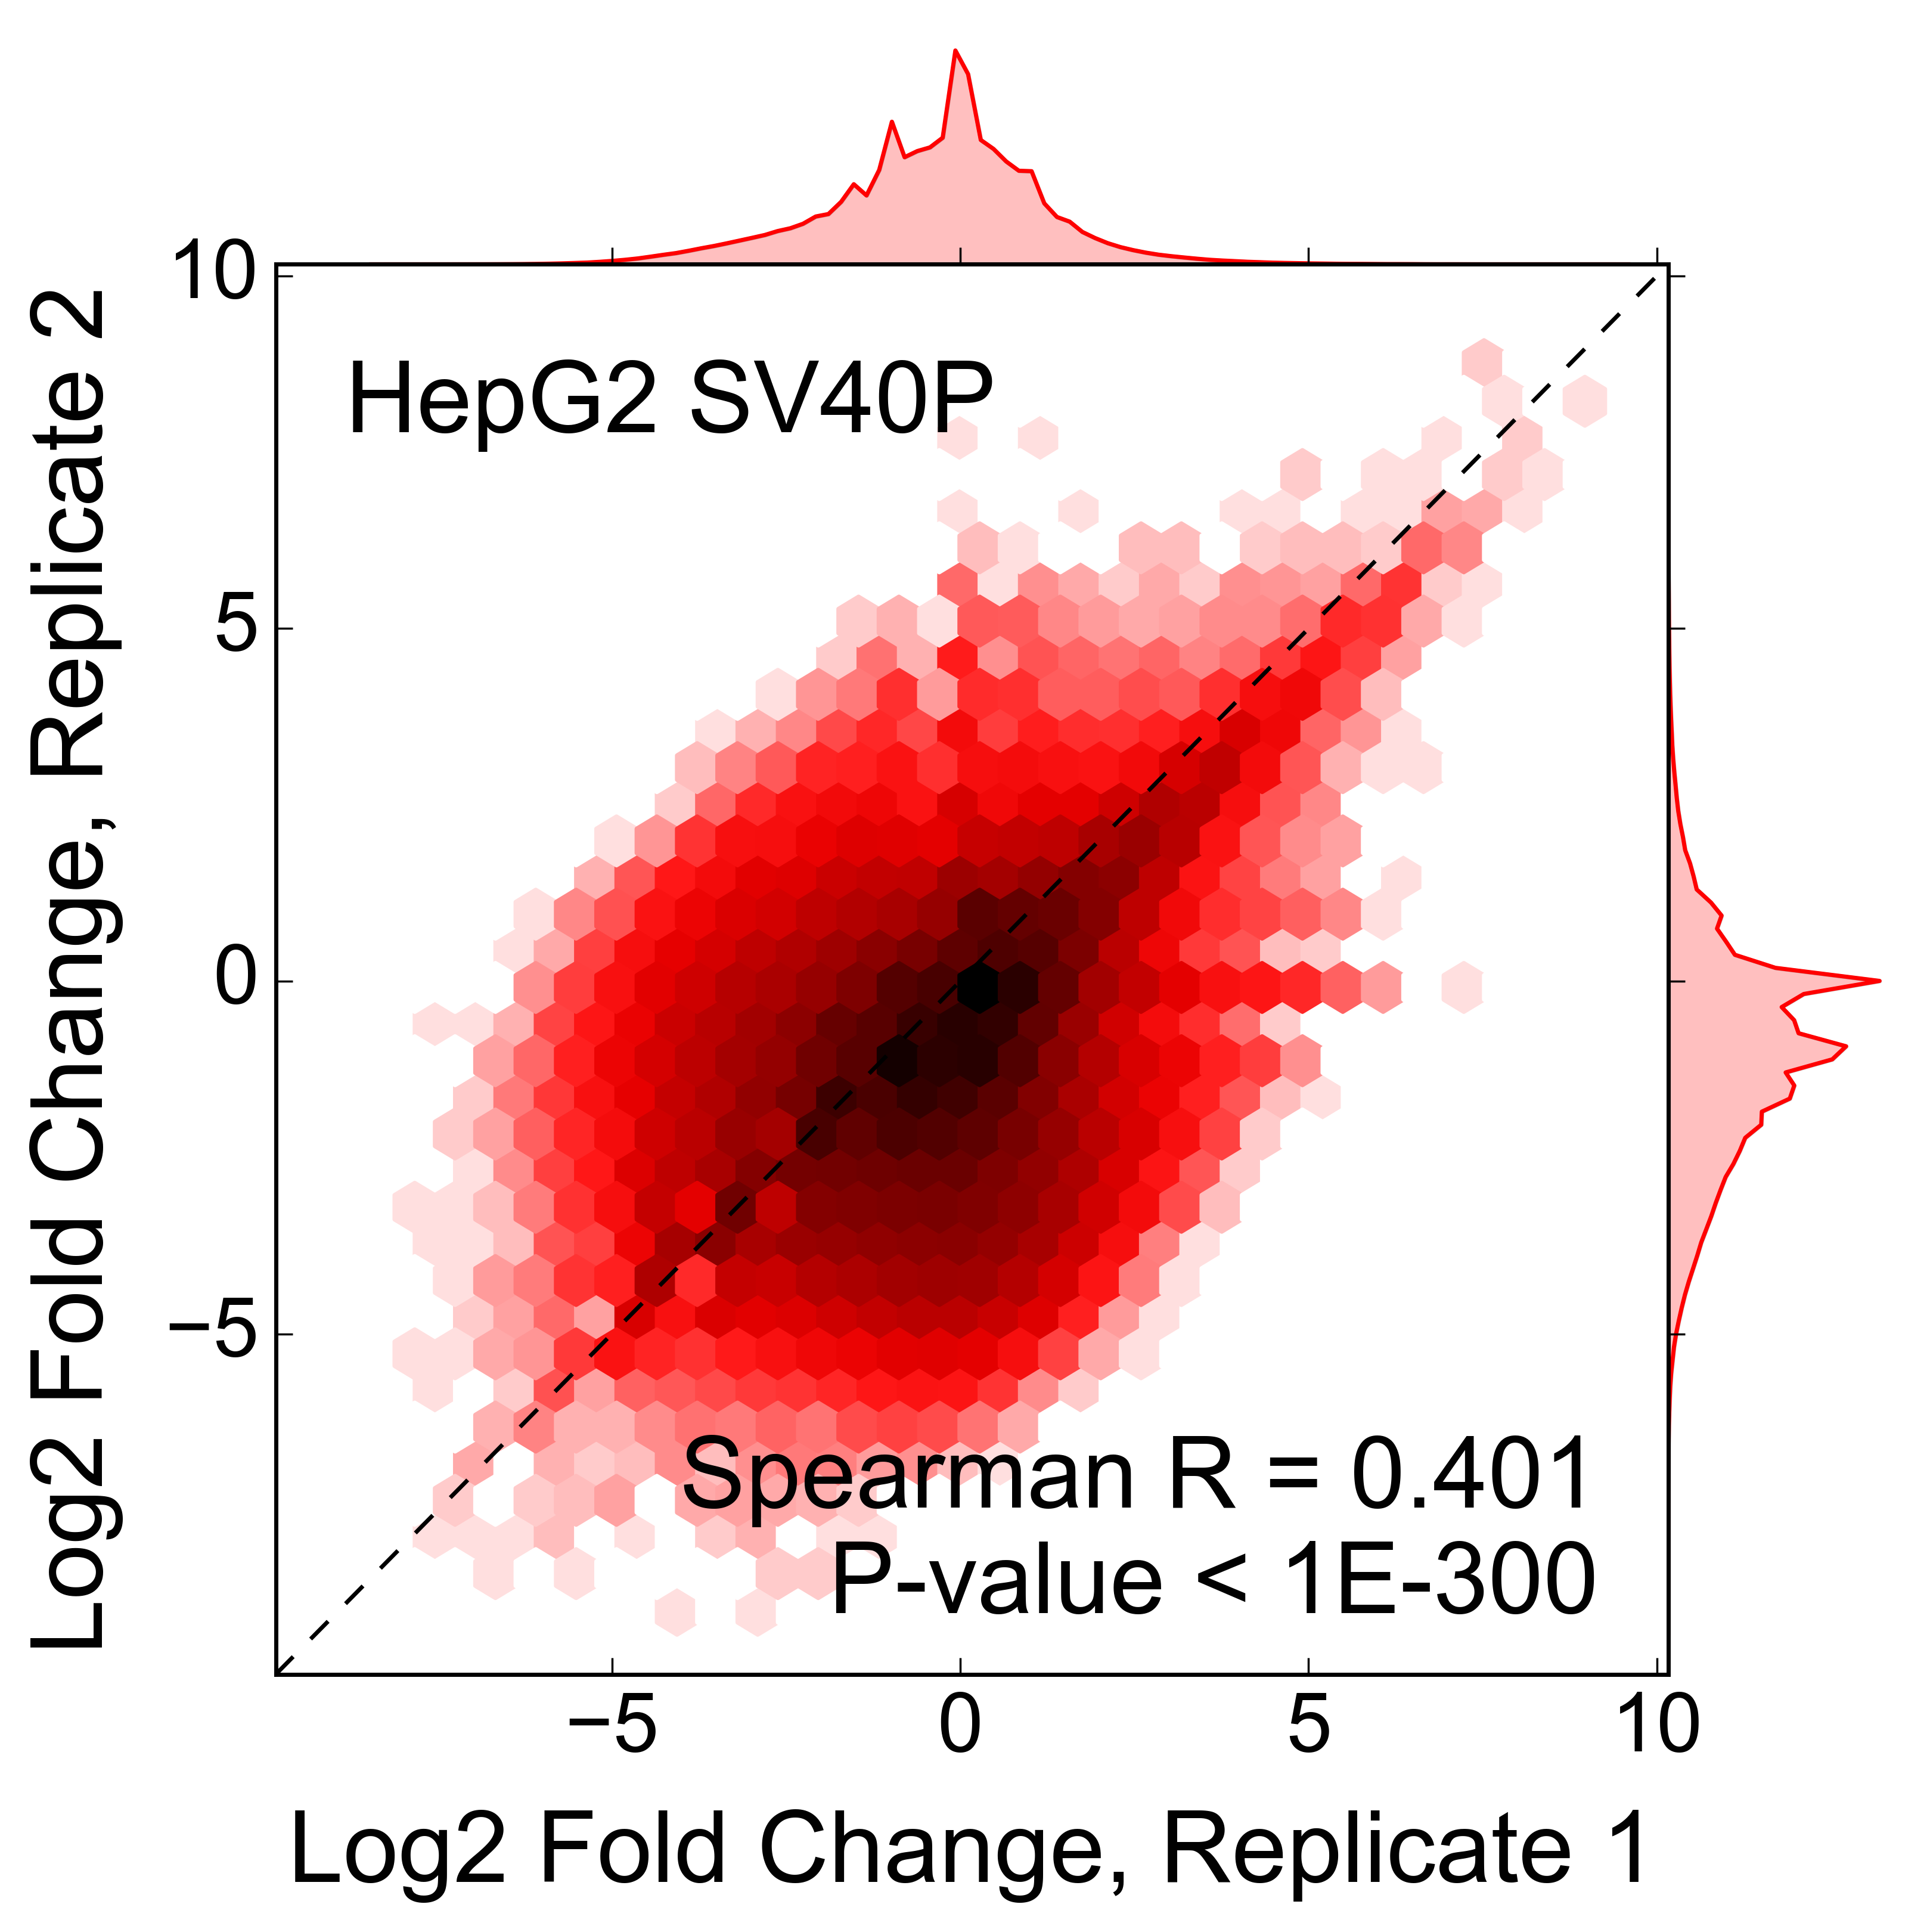 10
5
0
−5
Log2 Fold Change, Replicate 2
HepG2 SV40P
Spearman R = 0.401
P-value < 1E-300
−5 0 5 10
Log2 Fold Change, Replicate 1